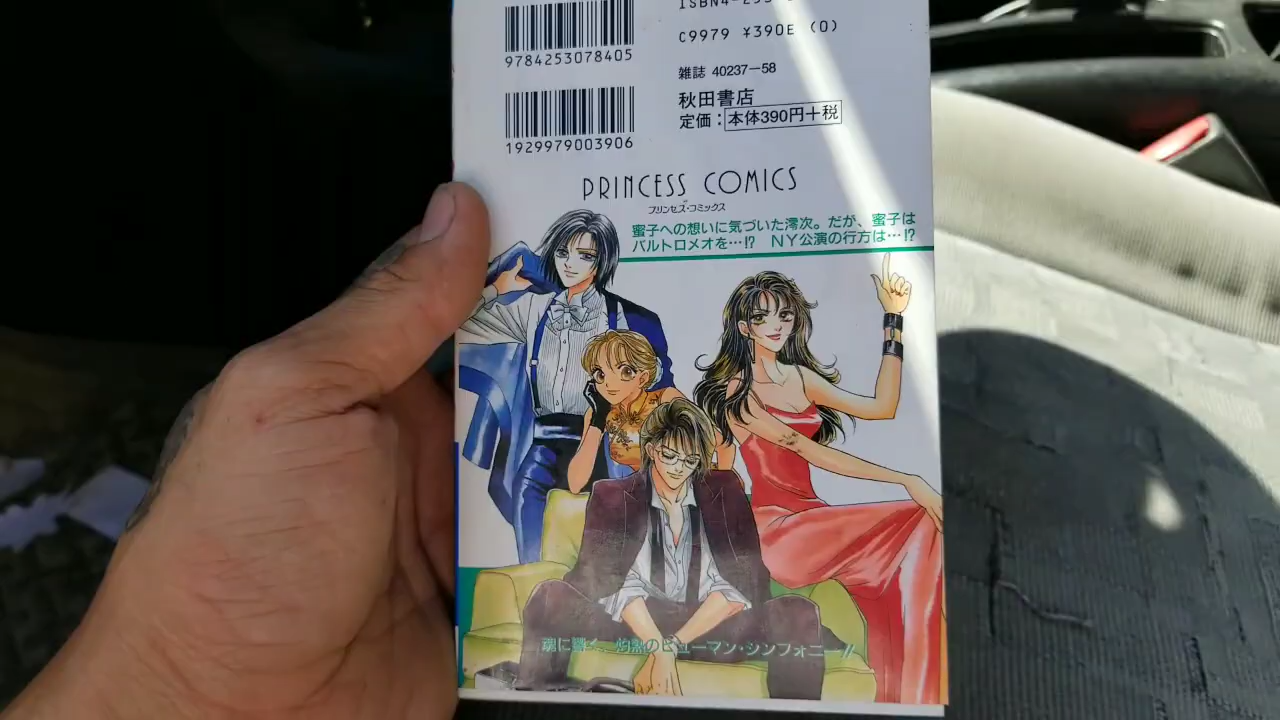 ISBN4-253
C9979 ¥390E (0)
9784253078405
雑誌 40237-58
秋田書店
定価：本体390円＋税
1929979003906
PRINCESS COMICS
プリンセス・コミックス
蜜子への想いに気づいた澪次。だが、蜜子は
バルトロメオを…!? NY公演の行方は…!?
魂に響く、灼熱のヒューマン・シンフォニー!!